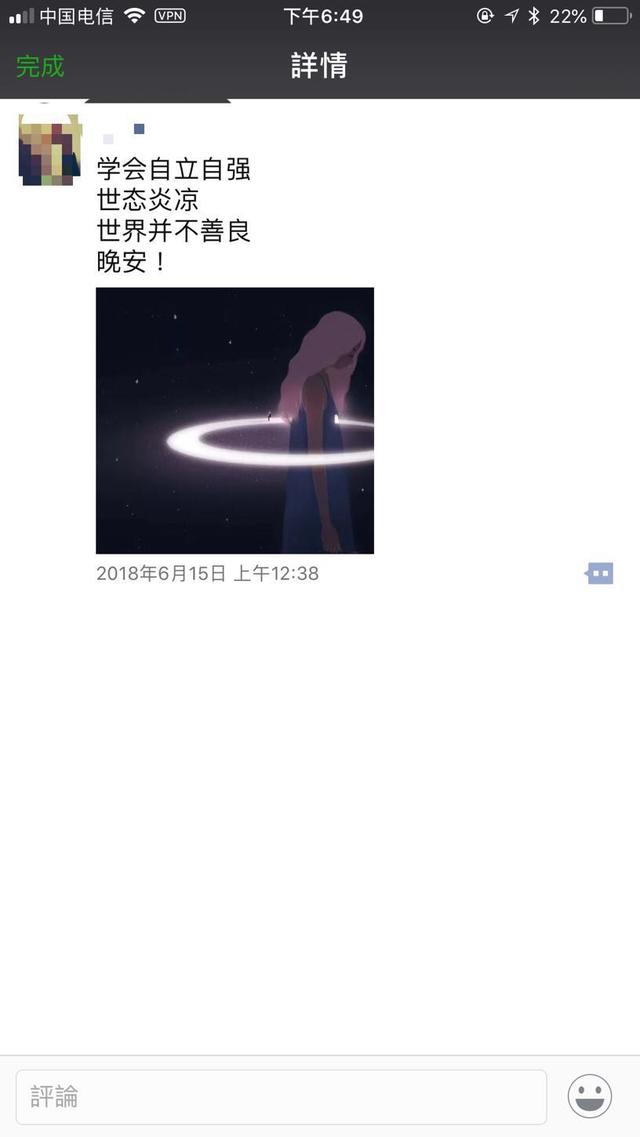 中国电信 VPN 下午6:49 22%
完成 詳情
学会自立自强
世态炎凉
世界并不善良
晚安！
2018年6月15日 上午12:38
評論